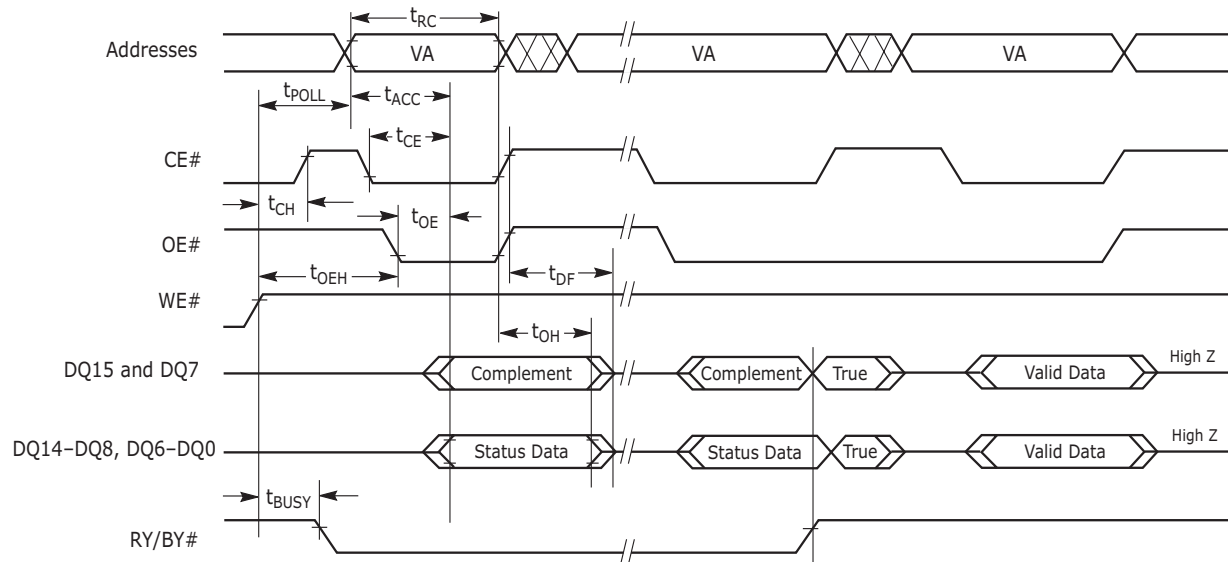 tRC
Addresses VA VA VA
tPOLL tACC
tCE
CE#
tCH tOE
OE#
tOEH tDF
WE#
tOH
DQ15 and DQ7 Complement Complement True Valid Data High Z
DQ14–DQ8, DQ6–DQ0 Status Data Status Data True Valid Data High Z
tBUSY
RY/BY#